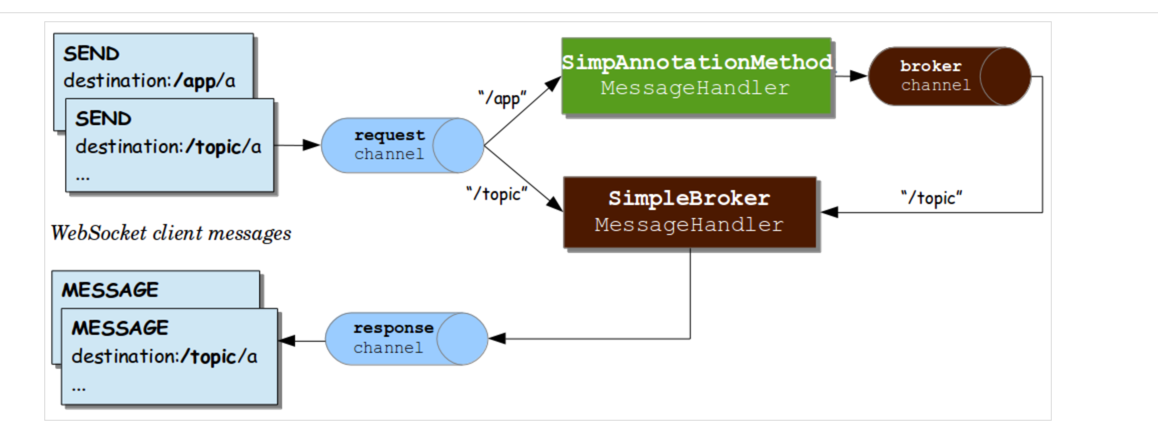 SEND
destination:/app/a
SEND
destination:/topic/a
...
request
channel
“/app”
“/topic”
SimpAnnotationMethod
MessageHandler
broker
channel
SimpleBroker
MessageHandler
“/topic”
WebSocket client messages
MESSAGE
MESSAGE
destination:/topic/a
...
response
channel